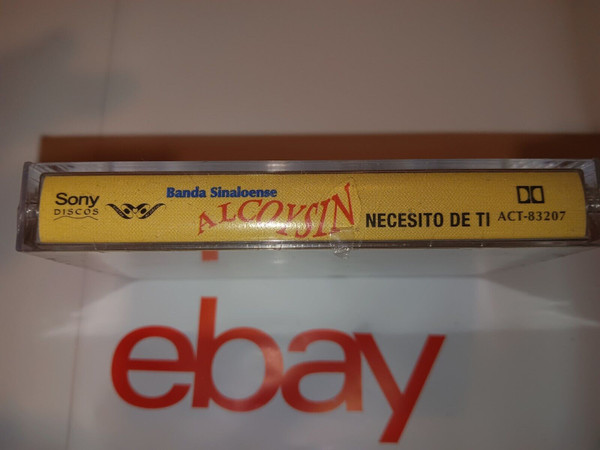 Sony
DISCOS
Banda Sinaloense
ALCOYSIN
NECESITO DE TI
ACT-83207
ebay